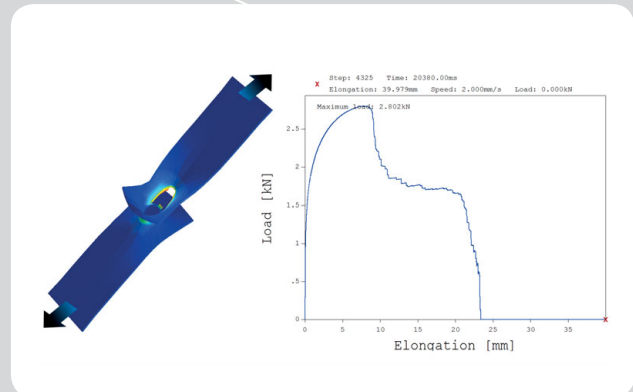 x Step: 4325 Time: 20380.00ms
Elongation: 39.979mm Speed: 2.000mm/s Load: 0.000kN
Maximum load: 2.802kN
2.5
2
1.5
1
.5
0
Load [kN]
0 5 10 15 20 25 30 35
x
Elongation [mm]